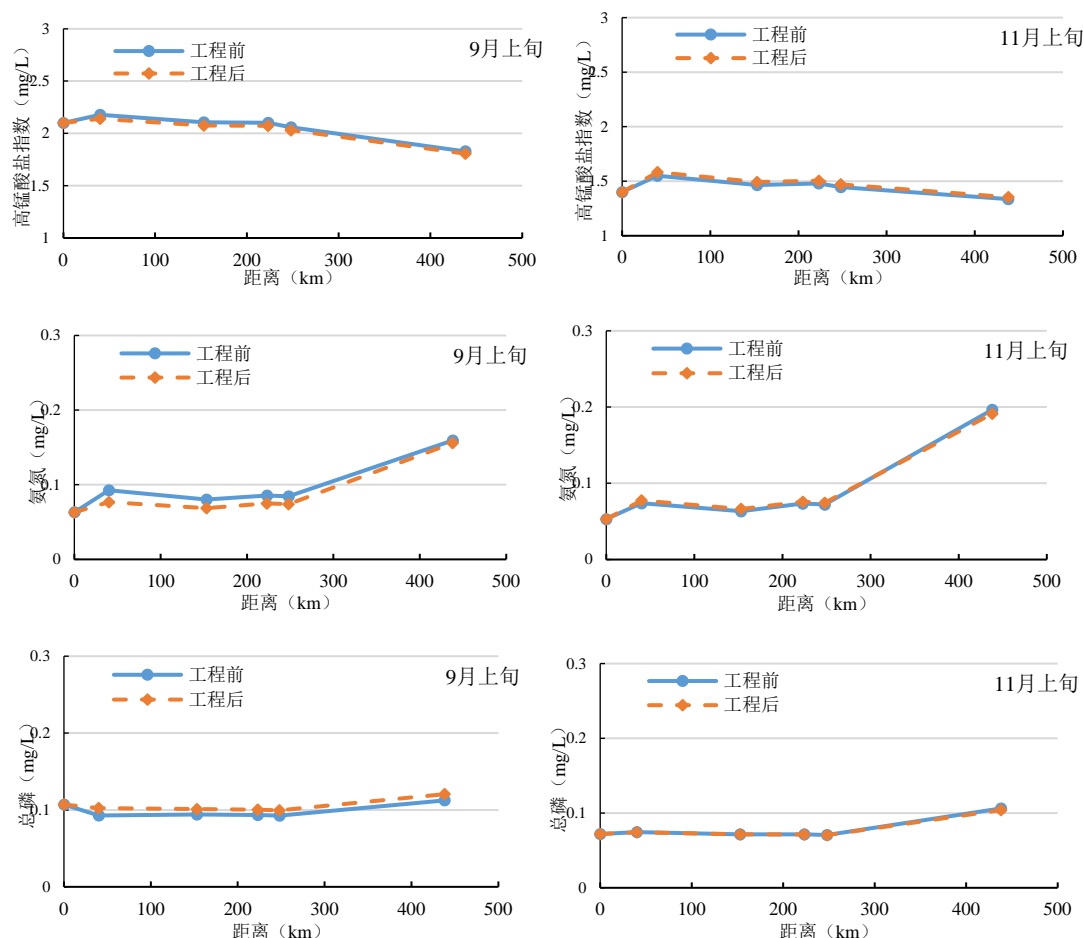 3
2.5
2
1.5
1
0
100
200
300
400
500
高锰酸盐指数（mg/L）
距离（km）
工程前
工程后
9月上旬
3
2.5
2
1.5
1
0
100
200
300
400
500
高锰酸盐指数（mg/L）
距离（km）
工程前
工程后
11月上旬
0.3
0.2
0.1
0
0
100
200
300
400
500
氨氮（mg/L）
距离（km）
工程前
工程后
9月上旬
0.3
0.2
0.1
0
0
100
200
300
400
500
氨氮（mg/L）
距离（km）
工程前
工程后
11月上旬
0.3
0.2
0.1
0
0
100
200
300
400
500
总磷（mg/L）
距离（km）
工程前
工程后
9月上旬
0.3
0.2
0.1
0
0
100
200
300
400
500
总磷（mg/L）
距离（km）
工程前
工程后
11月上旬